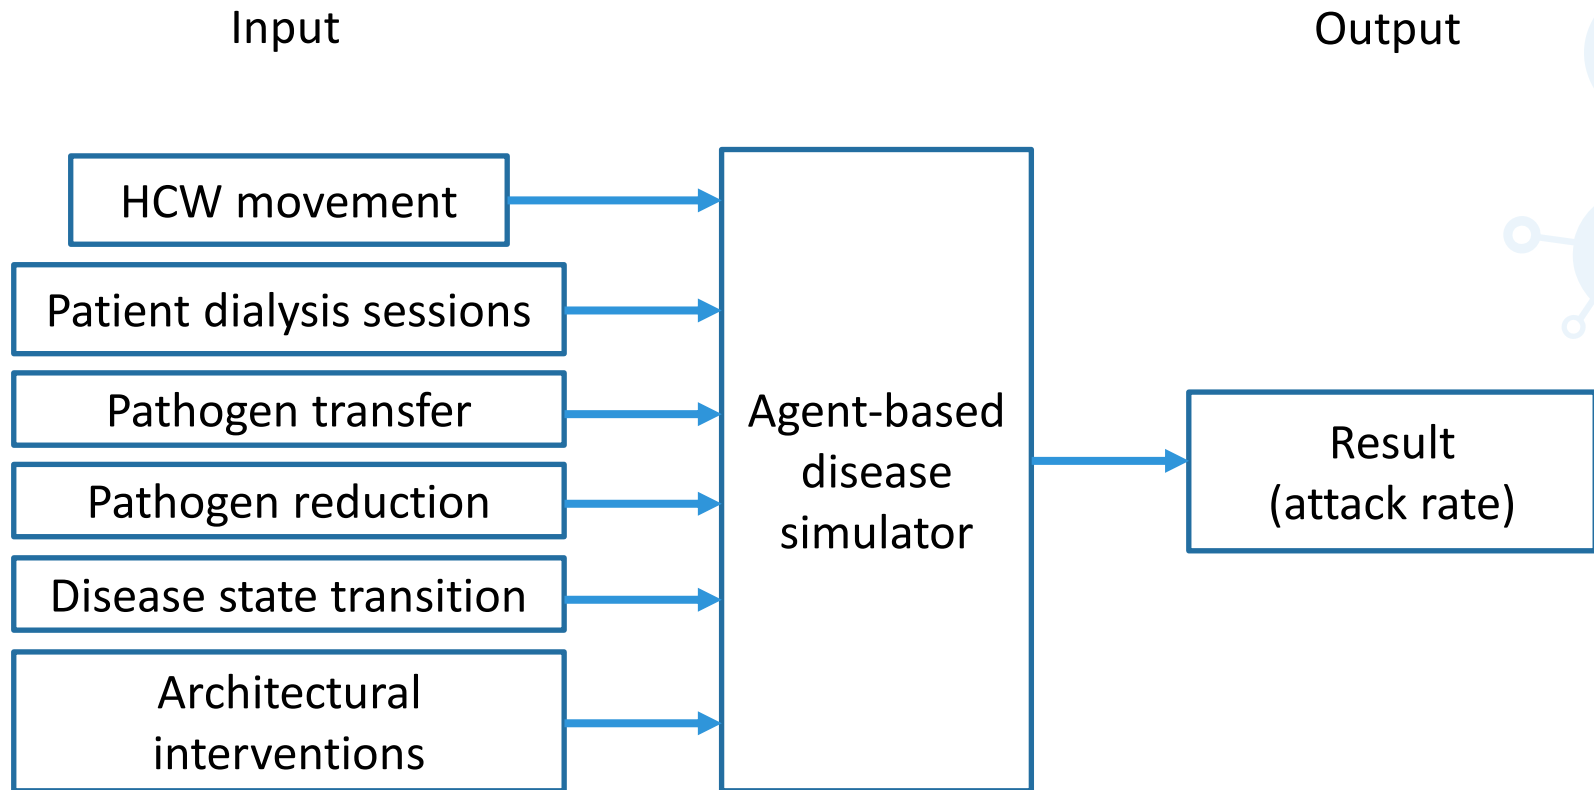 Input
Output
HCW movement
Patient dialysis sessions
Pathogen transfer
Pathogen reduction
Disease state transition
Architectural
interventions
Agent-based
disease
simulator
Result
(attack rate)